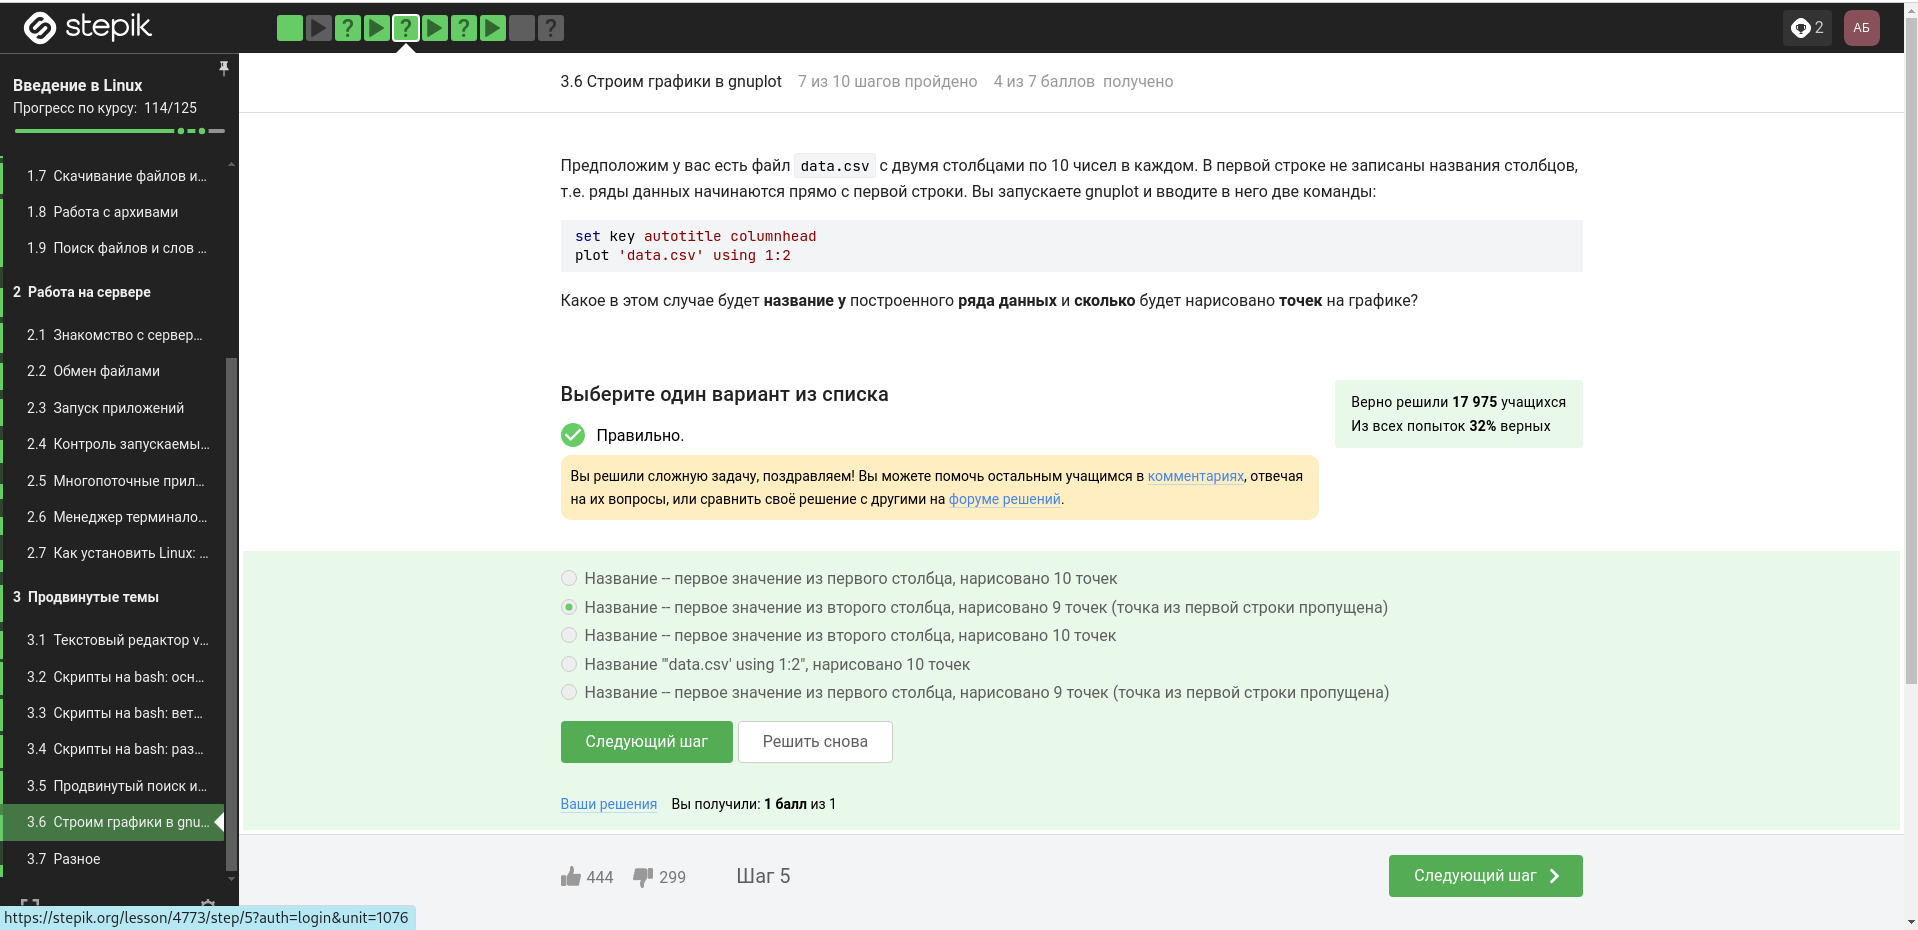 stepik
? ? ? ?
2
АБ
Введение в Linux
Прогресс по курсу: 114/125
1.7 Скачивание файлов и...
1.8 Работа с архивами
1.9 Поиск файлов и слов ...
2 Работа на сервере
2.1 Знакомство с сервер...
2.2 Обмен файлами
2.3 Запуск приложений
2.4 Контроль запускаемы...
2.5 Многопоточные прил...
2.6 Менеджер терминало...
2.7 Как установить Linux: ...
3 Продвинутые темы
3.1 Текстовый редактор v...
3.2 Скрипты на bash: осн...
3.3 Скрипты на bash: вет...
3.4 Скрипты на bash: раз...
3.5 Продвинутый поиск и...
3.6 Строим графики в gnu...
3.7 Разное
https://stepik.org/lesson/4773/step/5?auth=login&unit=1076
3.6 Строим графики в gnuplot 7 из 10 шагов пройдено 4 из 7 баллов получено
Предположим у вас есть файл data.csv с двумя столбцами по 10 чисел в каждом. В первой строке не записаны названия столбцов,
т.е. ряды данных начинаются прямо с первой строки. Вы запускаете gnuplot и вводите в него две команды:
set key autotitle columnhead
plot 'data.csv' using 1:2
Какое в этом случае будет название у построенного ряда данных и сколько будет нарисовано точек на графике?
Выберите один вариант из списка
Верно решили 17 975 учащихся
Из всех попыток 32% верных
Правильно.
Вы решили сложную задачу, поздравляем! Вы можете помочь остальным учащимся в комментариях, отвечая
на их вопросы, или сравнить своё решение с другими на форуме решений.
Название -- первое значение из первого столбца, нарисовано 10 точек
Название -- первое значение из второго столбца, нарисовано 9 точек (точка из первой строки пропущена)
Название -- первое значение из второго столбца, нарисовано 10 точек
Название "'data.csv' using 1:2", нарисовано 10 точек
Название -- первое значение из первого столбца, нарисовано 9 точек (точка из первой строки пропущена)
Следующий шаг Решить снова
Ваши решения Вы получили: 1 балл из 1
444 299 Шаг 5 Следующий шаг